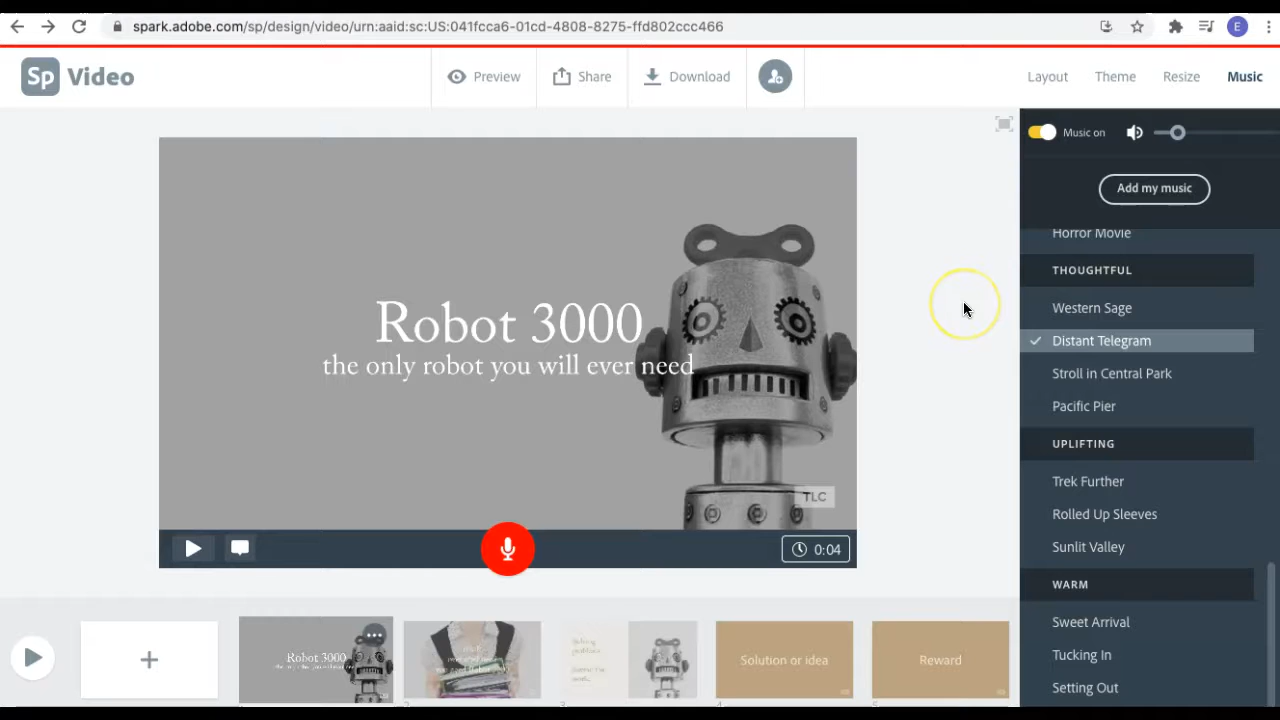 spark.adobe.com/sp/design/video/urn:aaid:sc:US:041fcca6-01cd-4808-8275-ffd802ccc466
E
Sp Video
Preview
Share
Download
Layout
Theme
Resize
Music
Music on
Add my music
Horror Movie
THOUGHTFUL
Western Sage
Distant Telegram
Stroll in Central Park
Pacific Pier
UPLIFTING
Trek Further
Rolled Up Sleeves
Sunlit Valley
WARM
Sweet Arrival
Tucking In
Setting Out
Robot 3000
the only robot you will ever need
TLC
0:04
Robot 3000
Solution or idea
Reward